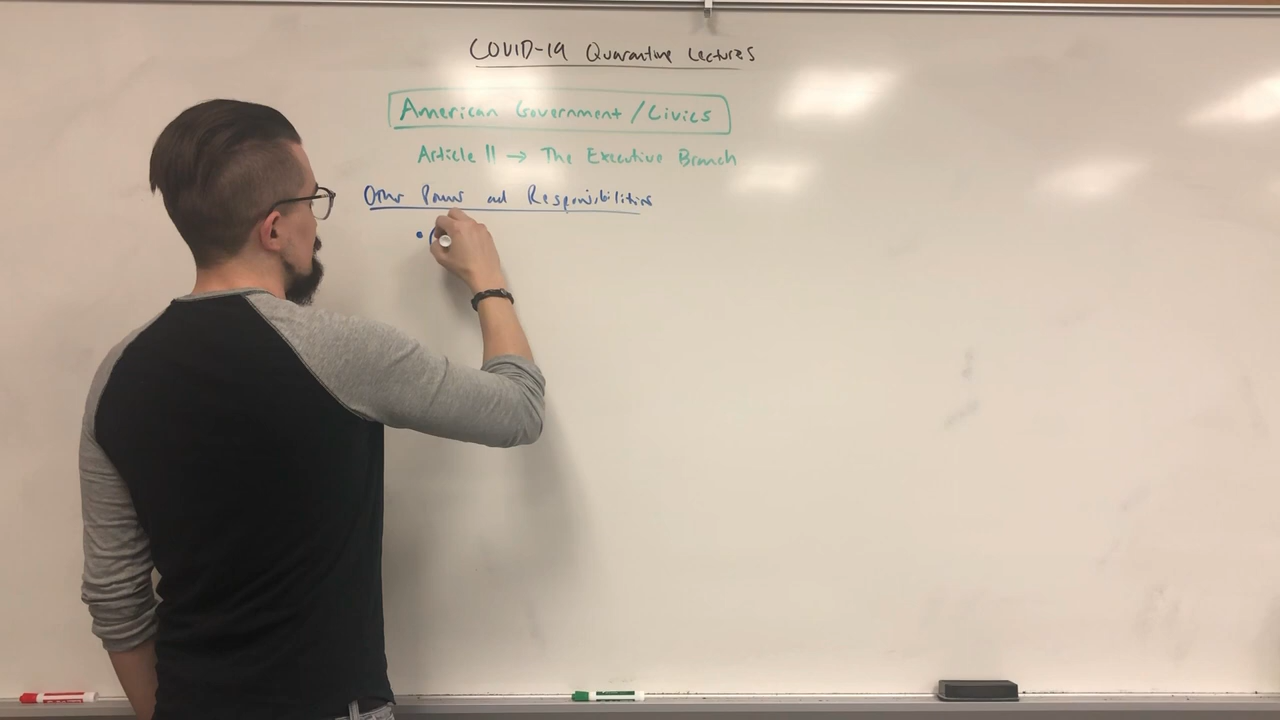 COVID-19 Quarantine Lectures
American Government/Civics
Article II → The Executive Branch
Other Powers and Responsibilities
•